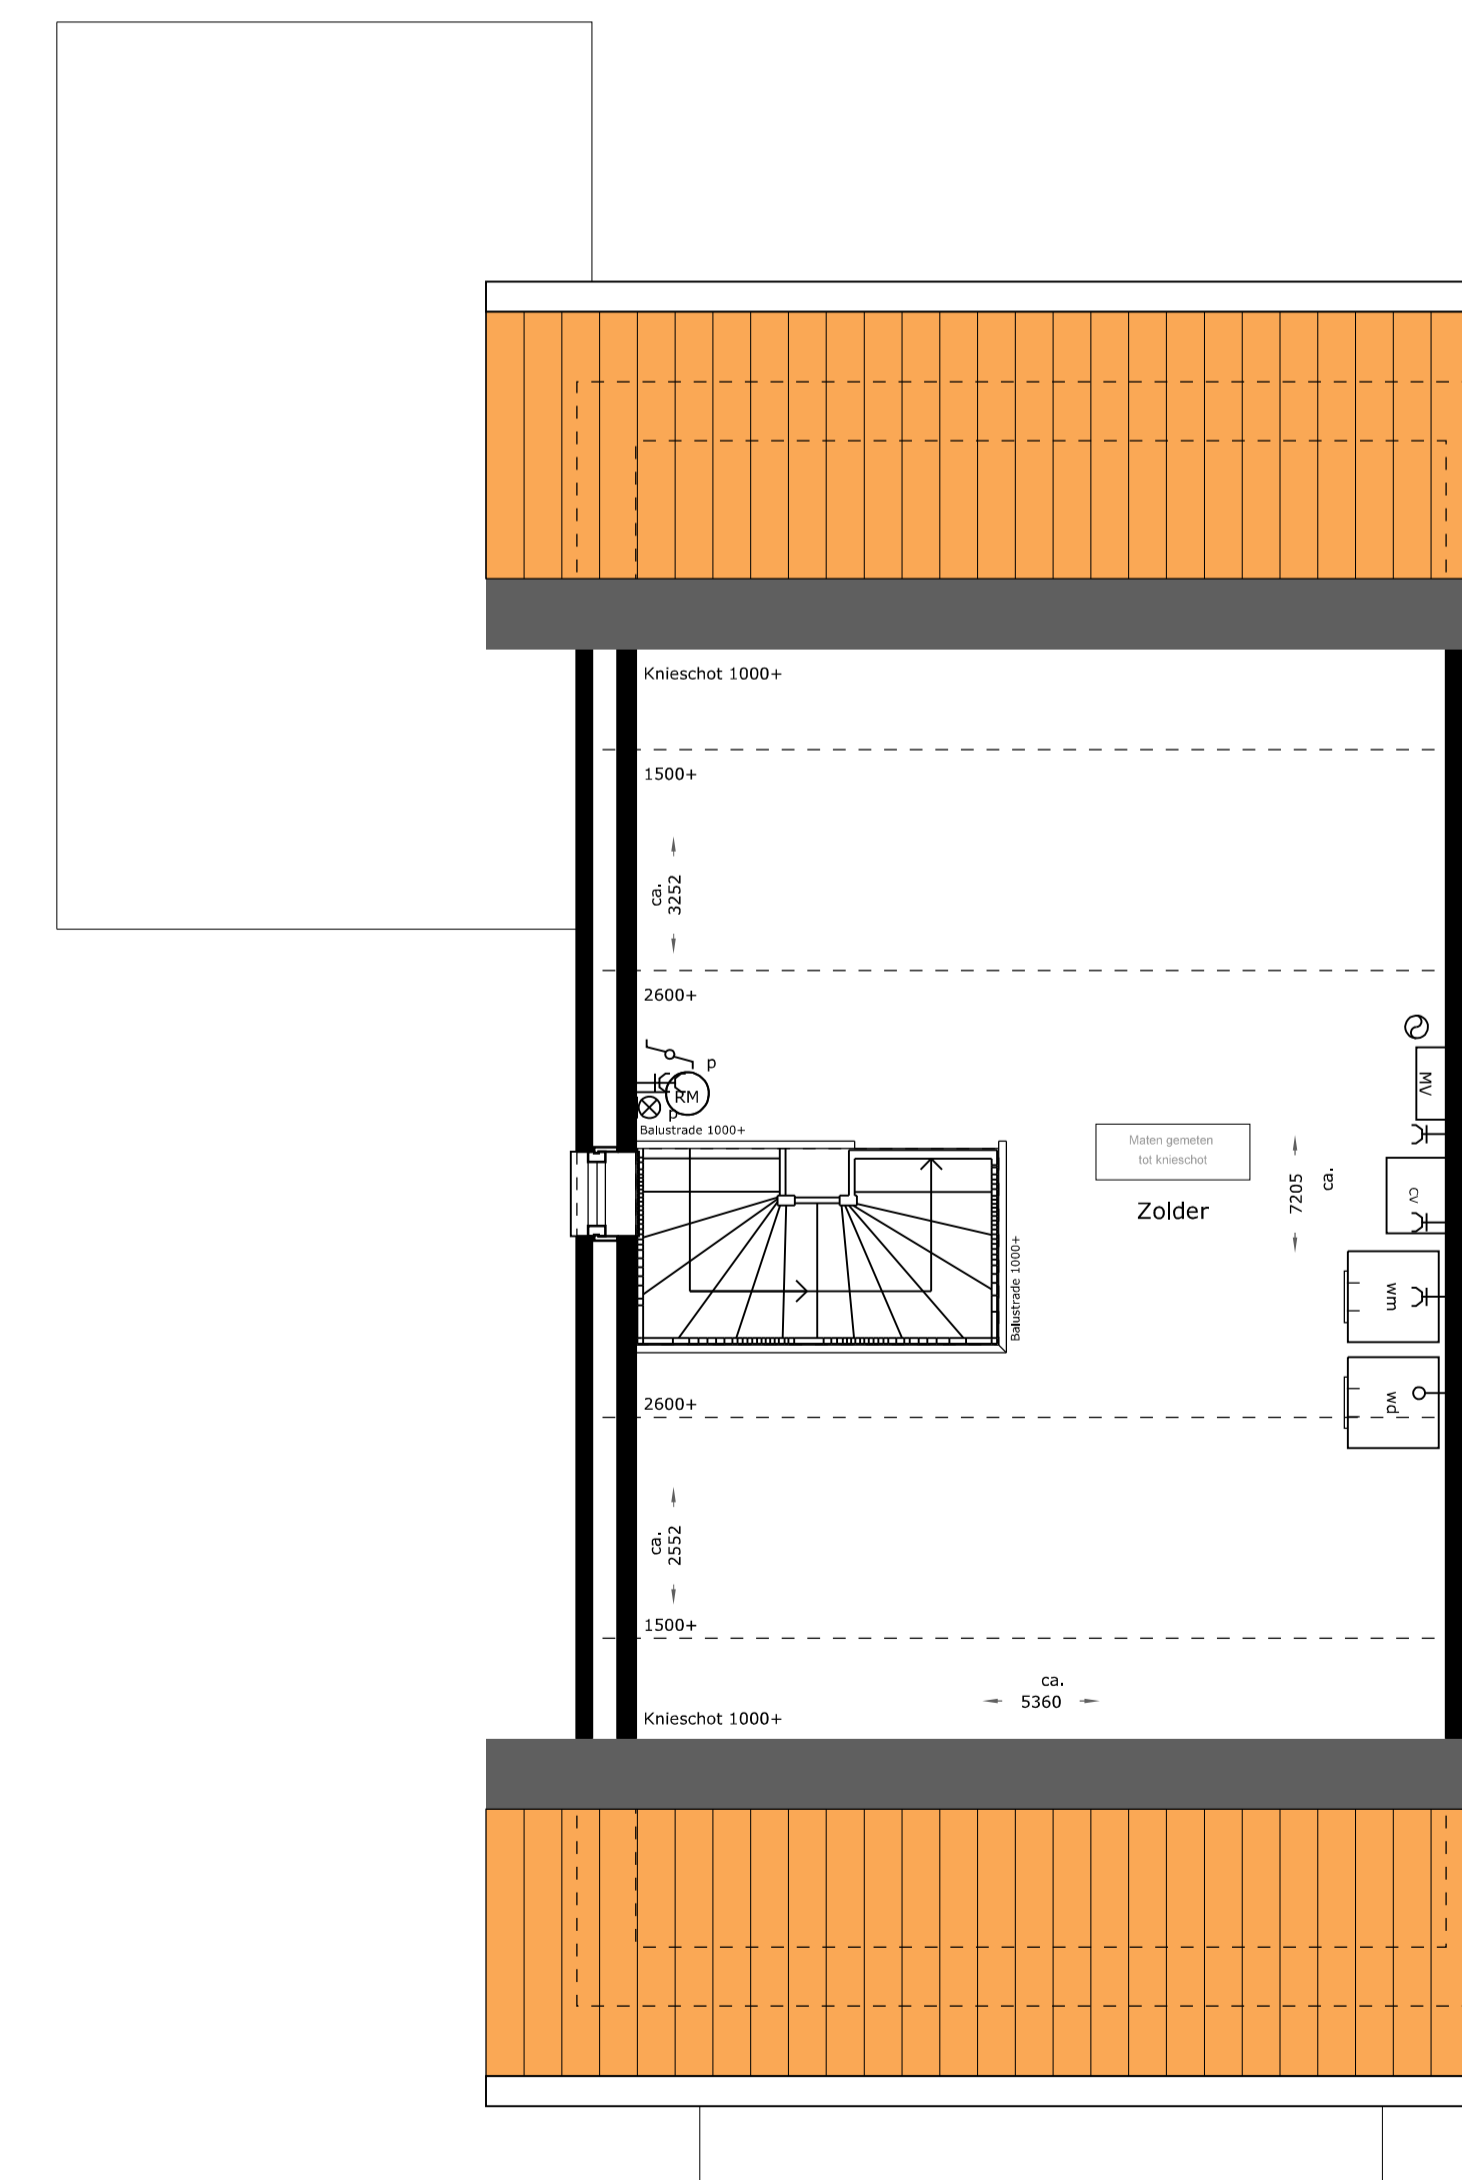 Knieschot 1000+
1500+
ca.
3252
2600+
p
RM
p
Balustrade 1000+
MV
Maten gemeten
tot knieschot
Zolder
7205
ca.
CV
Balustrade 1000+
wm
wd
2600+
ca.
2552
1500+
ca.
5360
Knieschot 1000+